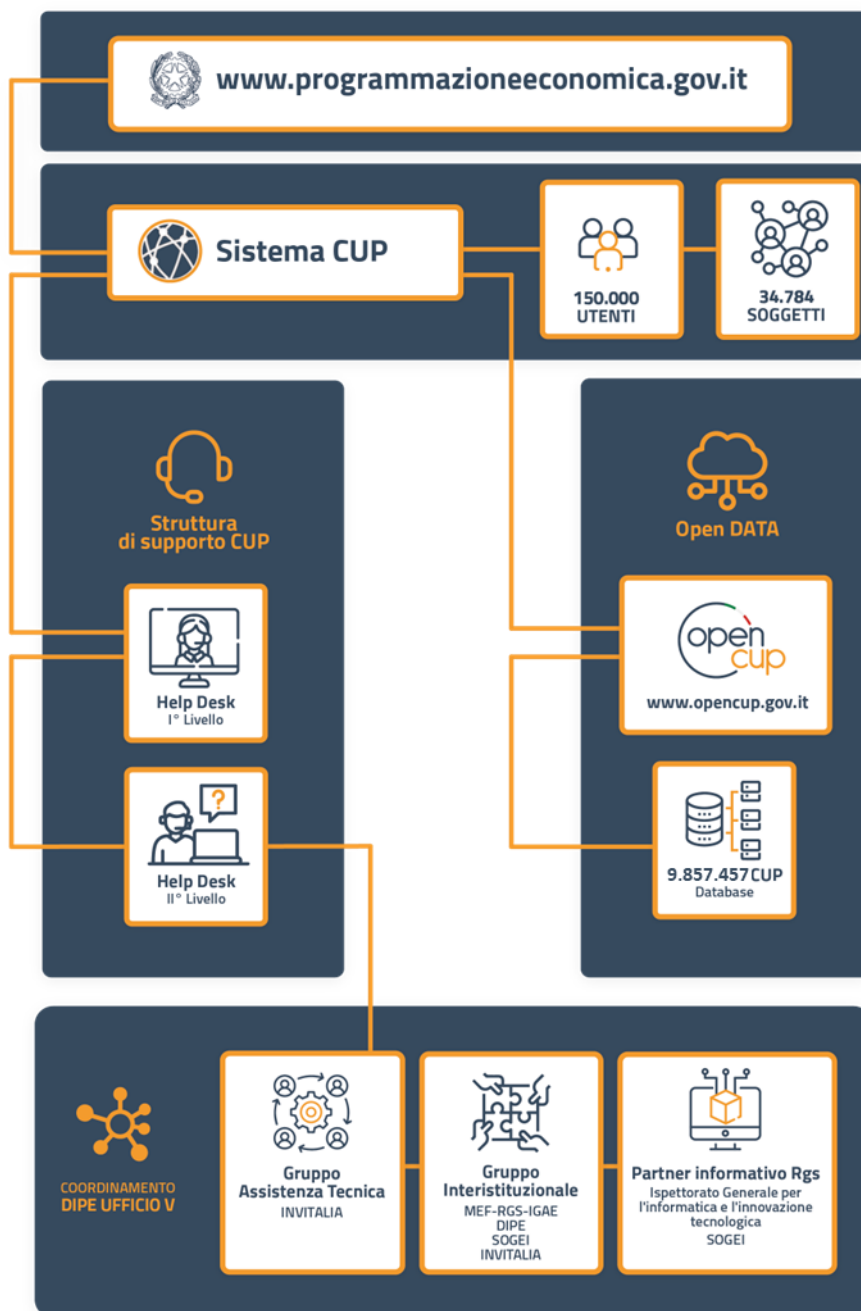 www.programmazioneeconomica.gov.it
Sistema CUP
150.000
UTENTI
34.784
SOGGETTI
Struttura
di supporto CUP
Help Desk
I° Livello
?
Help Desk
II° Livello
Open DATA
open
cup
www.opencup.gov.it
9.857.457 CUP
Database
COORDINAMENTO
DIPE UFFICIO V
Gruppo
Assistenza Tecnica
INVITALIA
Gruppo
Interistituzionale
MEF-RGS-IGAE
DIPE
SOGEI
INVITALIA
Partner informativo Rgs
Ispettorato Generale per
l'informatica e l'innovazione
tecnologica
SOGEI